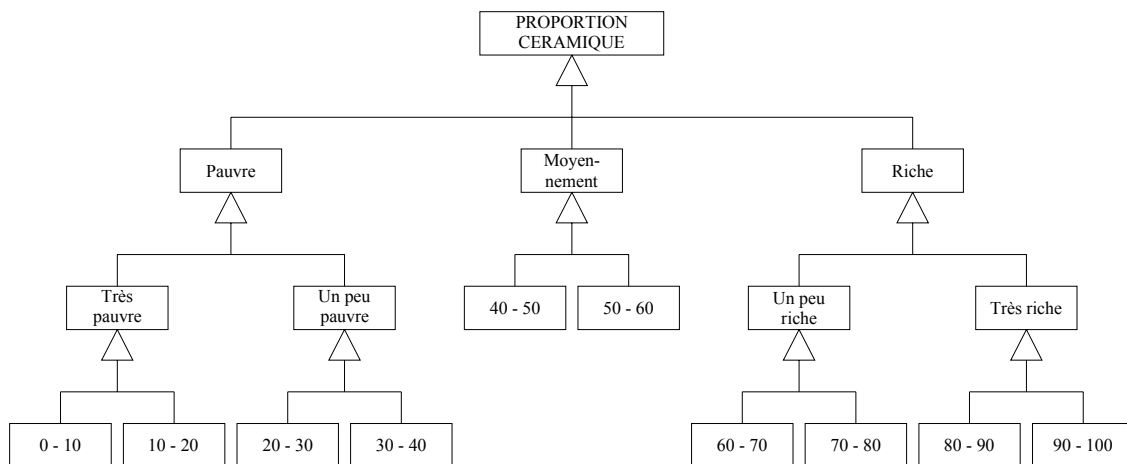 PROPORTION
CERAMIQUE
Pauvre
Moyen-
nement
Riche
Très
pauvre
Un peu
pauvre
40 - 50
50 - 60
Un peu
riche
Très riche
0 - 10
10 - 20
20 - 30
30 - 40
60 - 70
70 - 80
80 - 90
90 - 100